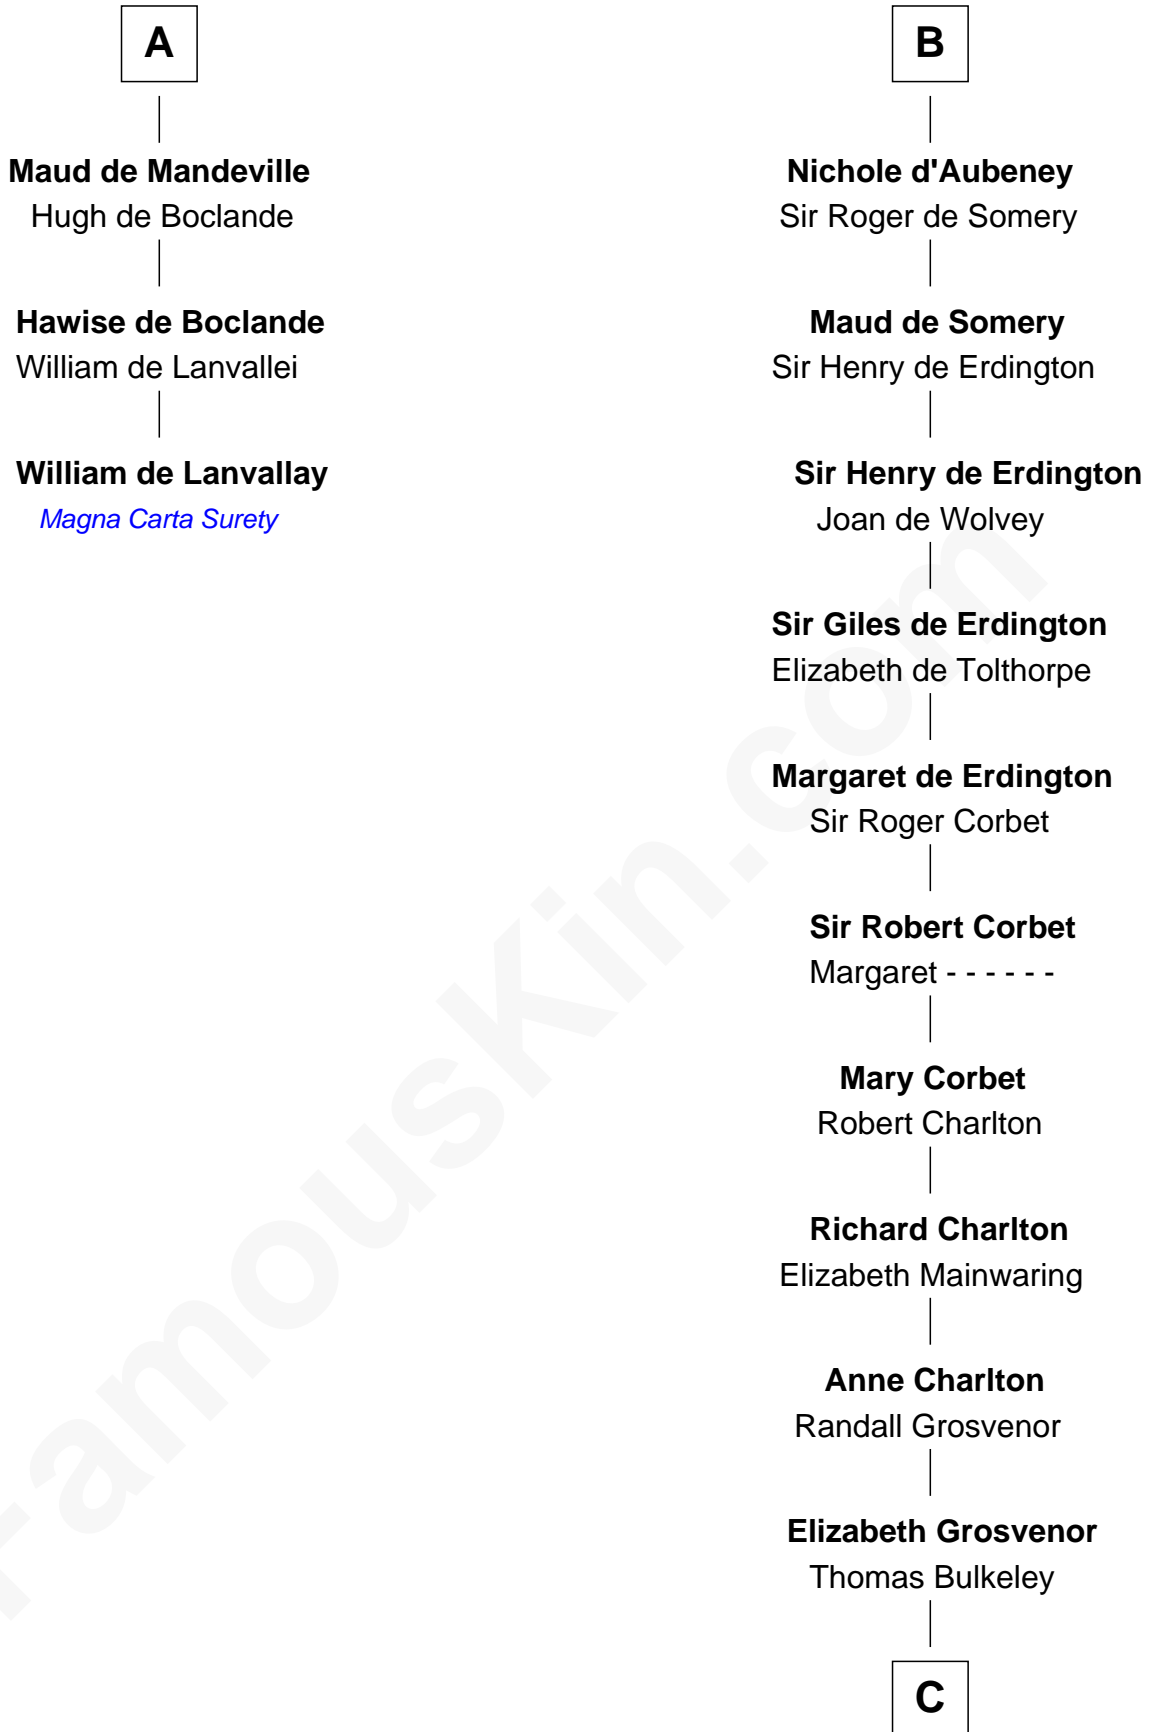 A
Maud de Mandeville
Hugh de Boclande
Hawise de Boclande
William de Lanvallei
William de Lanvallay
Magna Carta Surety
B
Nichole d'Aubeney
Sir Roger de Somery
Maud de Somery
Sir Henry de Erdington
Sir Henry de Erdington
Joan de Wolvey
Sir Giles de Erdington
Elizabeth de Tolthorpe
Margaret de Erdington
Sir Roger Corbet
Sir Robert Corbet
Margaret - - - - - -
Mary Corbet
Robert Charlton
Richard Charlton
Elizabeth Mainwaring
Anne Charlton
Randall Grosvenor
Elizabeth Grosvenor
Thomas Bulkeley
C
FamousKin.com